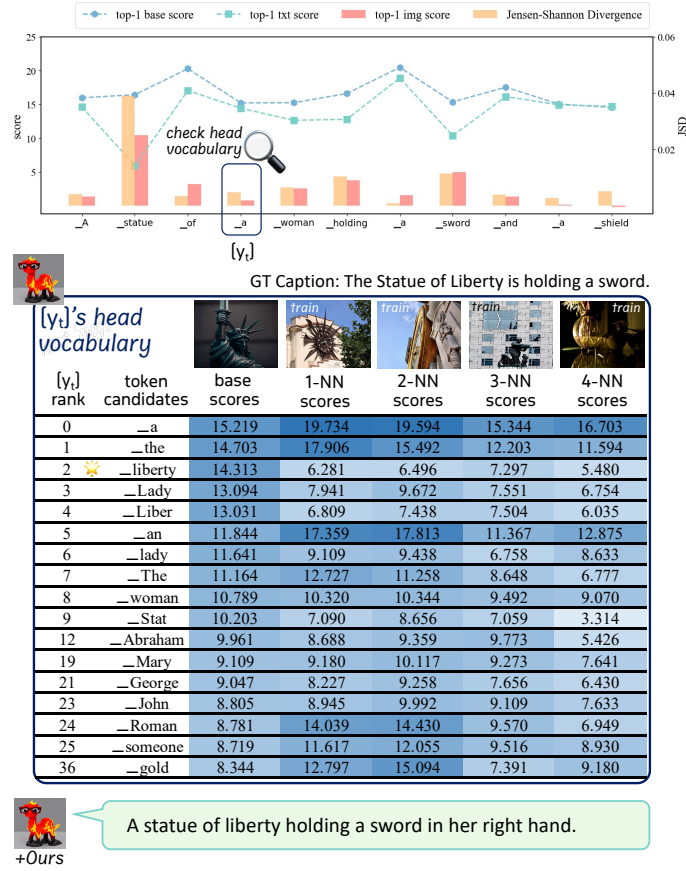 top-1 base score top-1 txt score top-1 img score Jensen-Shannon Divergence
25
20
15
10
5
score
0.06
0.04
0.02
JSD
check head
vocabulary
_A _statue _of _a _woman _holding _a _sword _and _a _shield
[yt]
GT Caption: The Statue of Liberty is holding a sword.
[yt]'s head
vocabulary
train train train train
[yt] rank token candidates base scores 1-NN scores 2-NN scores 3-NN scores 4-NN scores
0 _a 15.219 19.734 19.594 15.344 16.703
1 _the 14.703 17.906 15.492 12.203 11.594
2 _liberty 14.313 6.281 6.496 7.297 5.480
3 _Lady 13.094 7.941 9.672 7.551 6.754
4 _Liber 13.031 6.809 7.438 7.504 6.035
5 _an 11.844 17.359 17.813 11.367 12.875
6 _lady 11.641 9.109 9.438 6.758 8.633
7 _The 11.164 12.727 11.258 8.648 6.777
8 _woman 10.789 10.320 10.344 9.492 9.070
9 _Stat 10.203 7.090 8.656 7.059 3.314
12 _Abraham 9.961 8.688 9.359 9.773 5.426
19 _Mary 9.109 9.180 10.117 9.273 7.641
21 _George 9.047 8.227 9.258 7.656 6.430
23 _John 8.805 8.945 9.992 9.109 7.633
24 _Roman 8.781 14.039 14.430 9.570 6.949
25 _someone 8.719 11.617 12.055 9.516 8.930
36 _gold 8.344 12.797 15.094 7.391 9.180
A statue of liberty holding a sword in her right hand.
+Ours